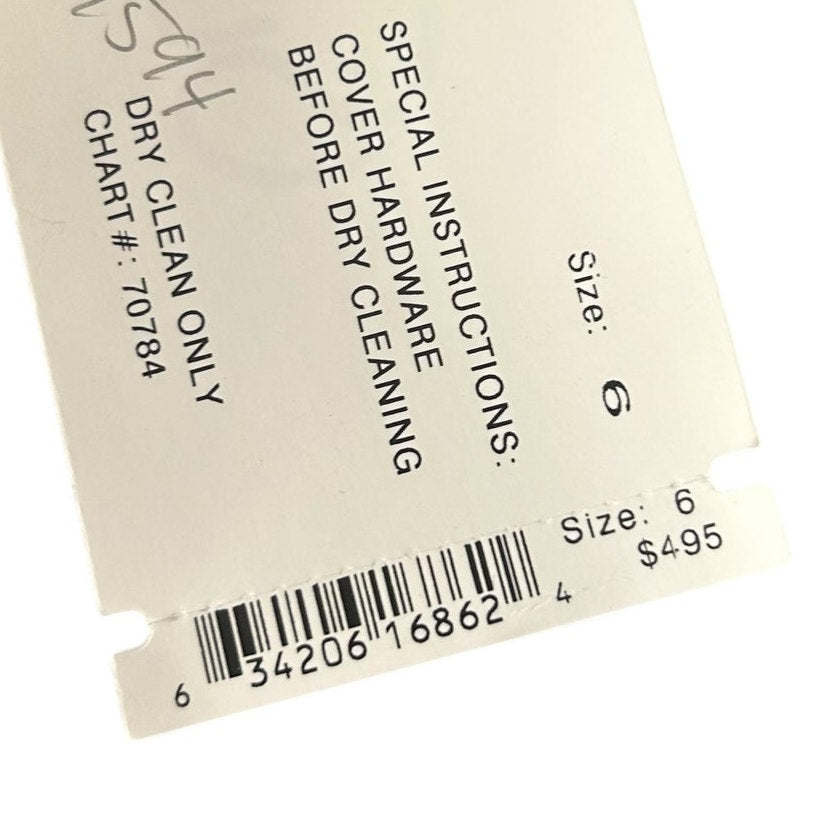 Size: 6
SPECIAL INSTRUCTIONS:
COVER HARDWARE
BEFORE DRY CLEANING
DRY CLEAN ONLY
CHART#: 70784
Size: 6
$495
6 34206 16862 4